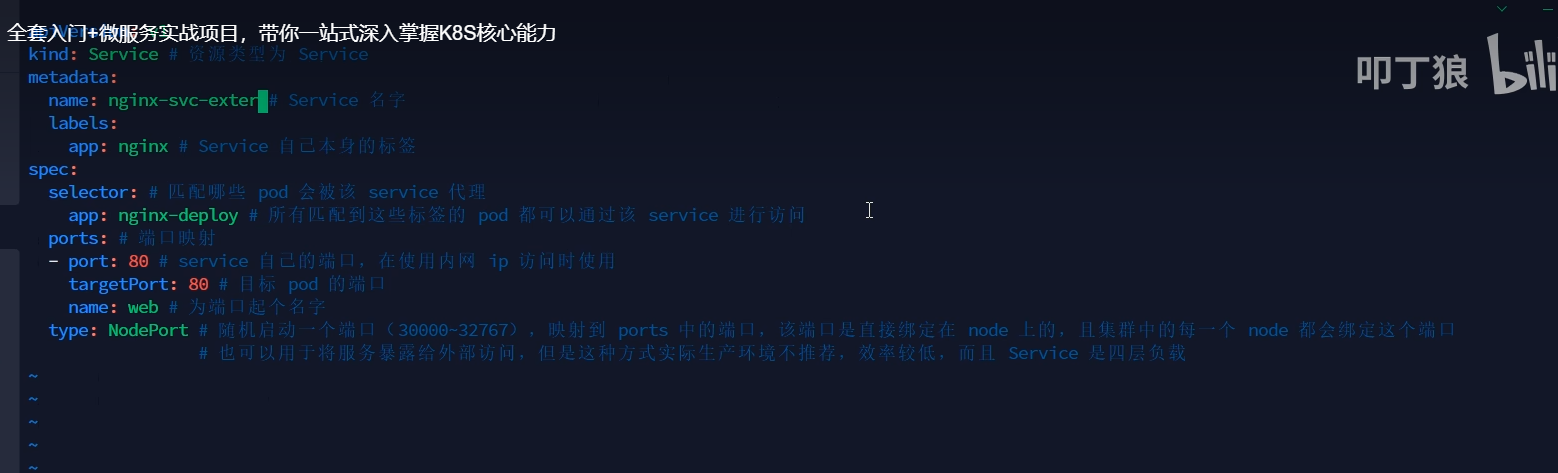 全套入门+微服务实战项目，带你一站式深入掌握K8S核心能力
kind: Service # 资源类型为 Service
metadata:
name: nginx-svc-exter # Service 名字
labels:
app: nginx # Service 自己本身的标签
spec:
selector: # 匹配哪些 pod 会被该 service 代理
app: nginx-deploy # 所有匹配到这些标签的 pod 都可以通过该 service 进行访问
ports: # 端口映射
- port: 80 # service 自己的端口，在使用内网 ip 访问时使用
targetPort: 80 # 目标 pod 的端口
name: web # 为端口起个名字
type: NodePort # 随机启动一个端口（30000~32767），映射到 ports 中的端口，该端口是直接绑定在 node 上的，且集群中的每一个 node 都会绑定这个端口
# 也可以用于将服务暴露给外部访问，但是这种方式实际生产环境不推荐，效率较低，而且 Service 是四层负载
~
~
~
~
~
叩丁狼 bili